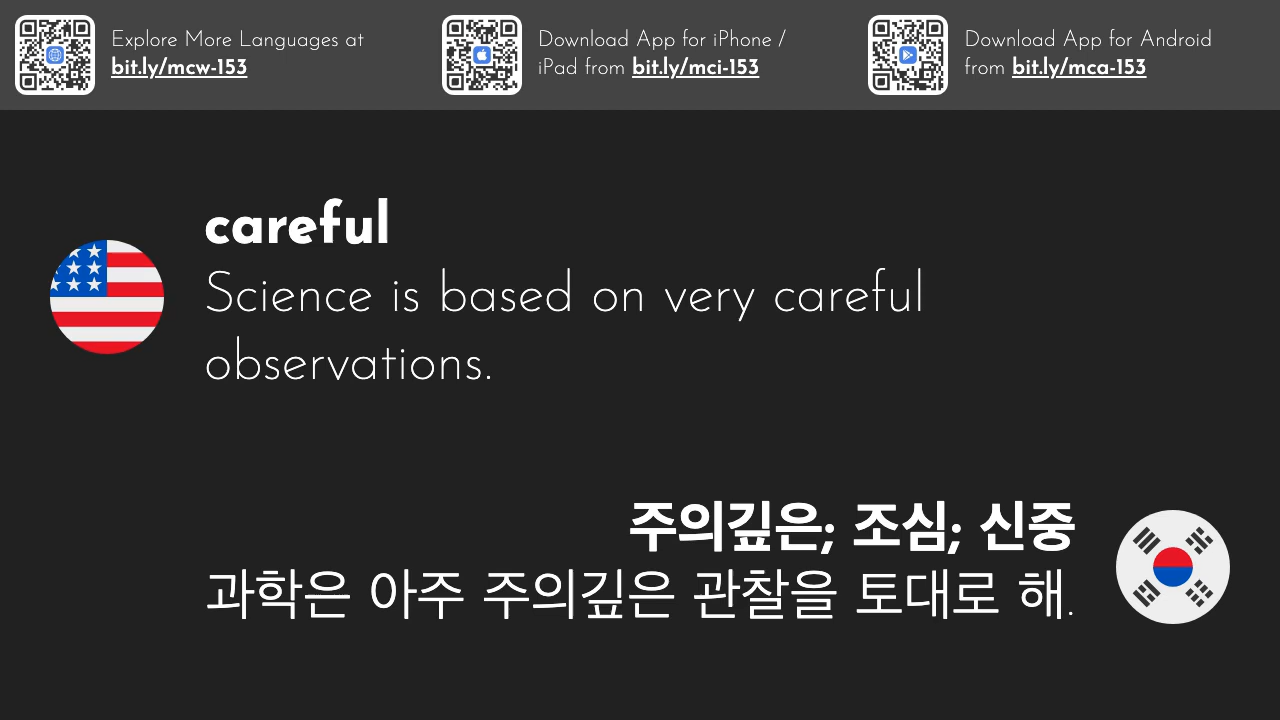 Explore More Languages at
bit.ly/mcw-153
Download App for iPhone /
iPad from bit.ly/mci-153
Download App for Android
from bit.ly/mca-153
careful
Science is based on very careful
observations.
주의깊은; 조심; 신중
과학은 아주 주의깊은 관찰을 토대로 해.